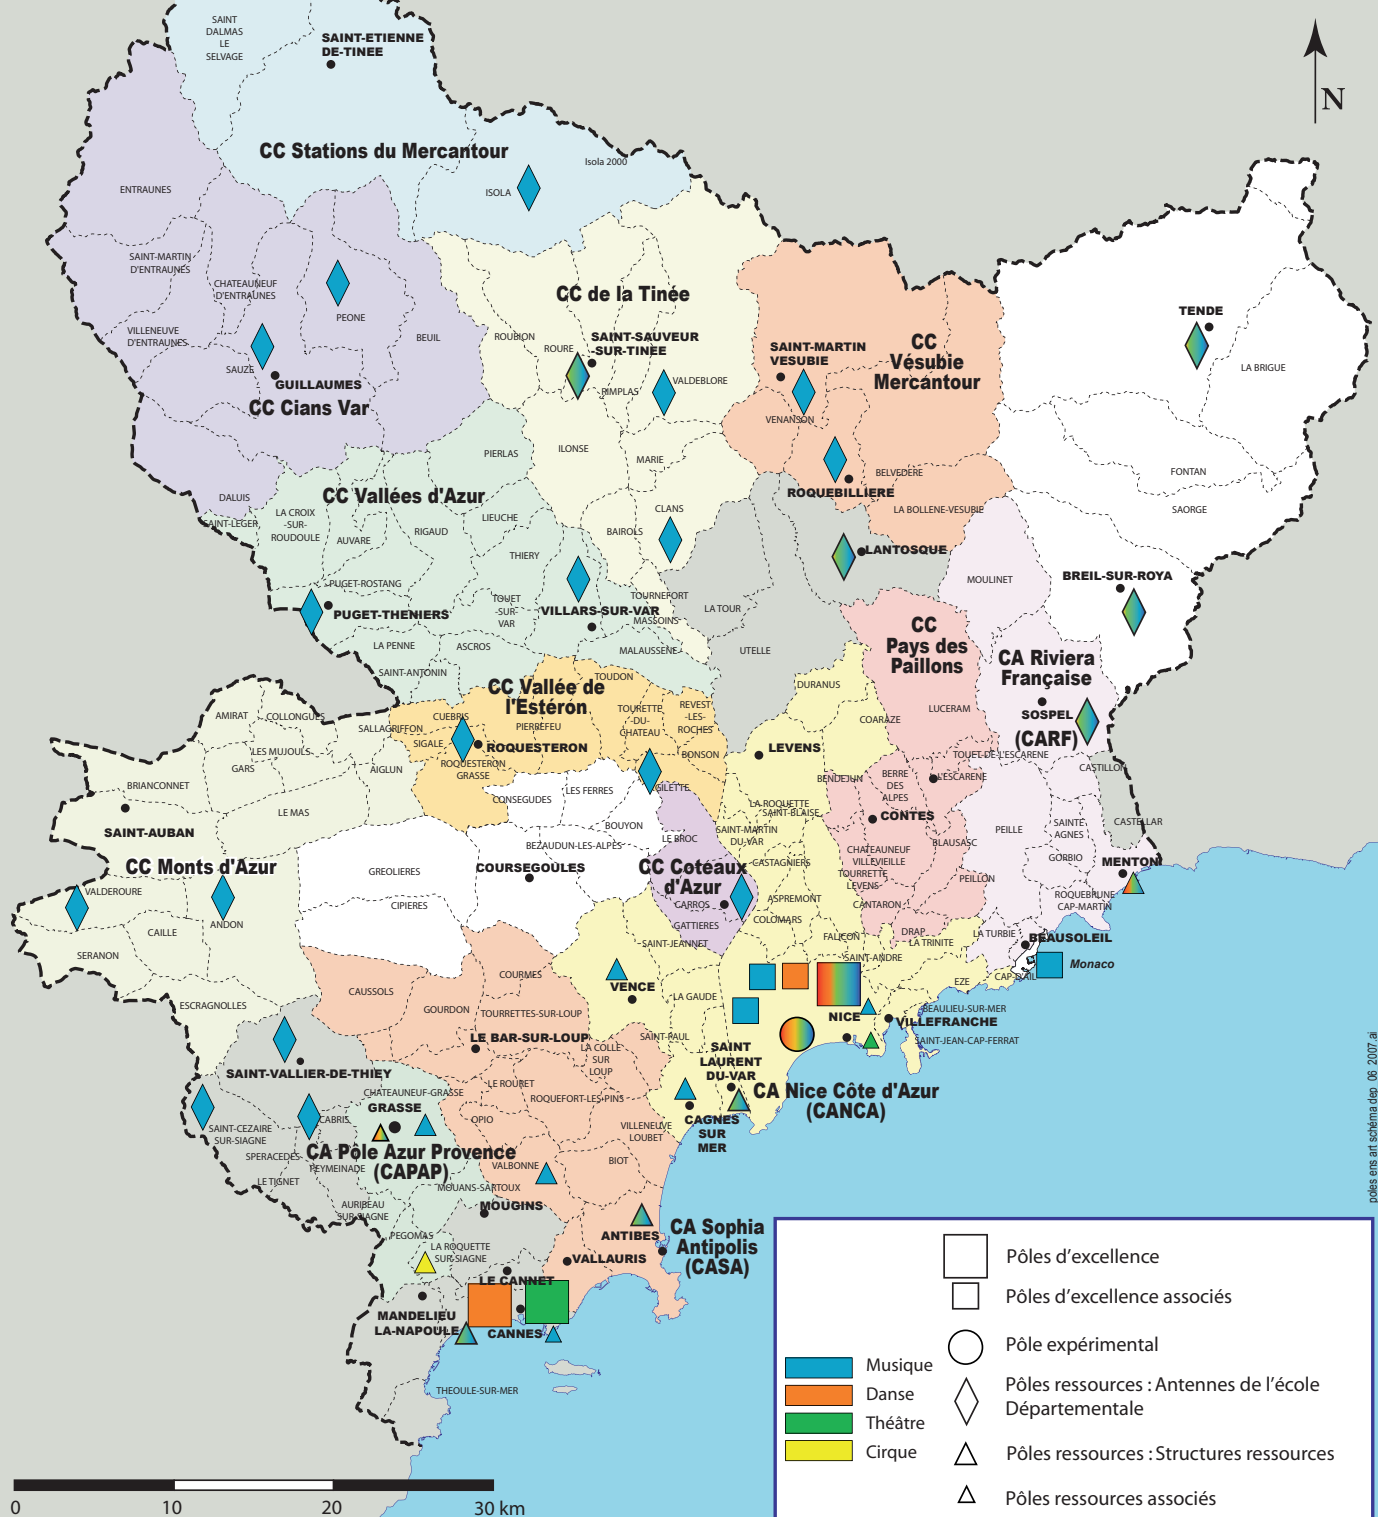 SAINT
DALMAS
LE
SELVAGE
SAINT-ETIENNE
DE-TINEE
N
CC Stations du Mercantour
Isola 2000
ISOLA
ENTRAUNES
SAINT-MARTIN
D'ENTRAUNES
CHATEAUNEUF
D'ENTRAUNES
PEONE
VILLENEUVE
D'ENTRAUNES
BEUIL
SAUZE
GUILLAUMES
CC Cians Var
DALUIS
CC de la Tinée
ROUBION
ROURE
SAINT-SAUVEUR
-SUR-TINEE
RIMPLAS
VALDEBLORE
ILONSE
MARIE
CLANS
BAIROLS
TOURNEFORT
MASSOINS
SAINT-MARTIN
VESUBIE
CC
Vésubie
Mercantour
VENANSON
BELVEDERE
ROQUEBILLIERE
LA BOLLENE-VESUBIE
TENDE
LA BRIGUE
FONTAN
SAORGE
BREIL-SUR-ROYA
PIERLAS
CC Vallées d'Azur
SAINT-LEGER
LA CROIX
-SUR-
ROUDOULE
AUVARE
RIGAUD
LIEUCHE
THIERY
PUGET-ROSTANG
PUGET-THENIERS
TOUET
-SUR-
VAR
VILLARS-SUR-VAR
LA PENNE
ASCROS
MALAUSSENE
SAINT-ANTONIN
LANTOSQUE
LA TOUR
UTELLE
MOULINET
CC
Pays des
Paillons
CA Riviera
Française
SOSPEL
(CARF)
LUCERAM
COARAZE
DURANUS
TOUET-DE-L'ESCARENE
CASTILLON
L'ESCARENE
BERRE
DES
ALPES
BENDEJUN
CONTES
CASTELLAR
SAINTE
AGNES
PEILLE
BLAUSASC
GORBIO
MENTON
CHATEAUNEUF
VILLEVIEILLE
TOURRETTE
LEVENS
PEILLON
CANTARON
ROQUEBRUNE
CAP-MARTIN
DRAP
LA TURBIE
BEAUSOLEIL
Monaco
CC Vallée de
l'Estéron
TOUDON
CUEBRIS
PIERREFEU
TOURETTE
-DU-
CHATEAU
REVEST
-LES-
ROCHES
SALLAGRIFFON
SIGALE
ROQUESTERON
ROQUESTERON
GRASSE
BONSON
GILETTE
LEVENS
AMIRAT
COLLONGUES
LES MUJOULS
GARS
AIGLUN
BRIANCONNET
LE MAS
SAINT-AUBAN
CC Monts d'Azur
VALDEROURE
CAILLE
ANDON
SERANON
ESCRAGNOLLES
CONSEGUDES
LES FERRES
BOUYON
BEZAUDUN-LES-ALPES
GREOLIERES
COURSEGOULES
CIPIERES
LE BROC
CC Coteaux
d'Azur
CARROS
GATTIERES
LA-ROQUETTE
SAINT-BLAISE
SAINT-MARTIN
DU-VAR
CASTAGNIERS
ASPREMONT
COLOMARS
FALICON
LA TRINITE
SAINT-ANDRE
EZE
CAP-D'AIL
SAINT-JEANNET
VENCE
LA GAUDE
NICE
BEAULIEU-SUR-MER
VILLEFRANCHE
SAINT-JEAN-CAP-FERRAT
SAINT-PAUL
SAINT
LAURENT
DU-VAR
CA Nice Côte d'Azur
(CANCA)
CAGNES
SUR
MER
COURMES
CAUSSOLS
GOURDON
TOURRETTES-SUR-LOUP
LE BAR-SUR-LOUP
LA COLLE
SUR
LOUP
SAINT-VALLIER-DE-THIEY
CHATEAUNEUF-GRASSE
LE ROURET
ROQUEFORT-LES-PINS
GRASSE
OPIO
VILLENEUVE
LOUBET
CABRIS
SAINT-CEZAIRE
SUR-SIAGNE
CA Pôle Azur Provence
(CAPAP)
SPERACEDES
PEYMEINADE
VALBONNE
BIOT
LE TIGNET
MOUANS-SARTOUX
AURIBEAU
SUR-SIAGNE
MOUGINS
PEGOMAS
LA ROQUETTE
SUR-SIAGNE
ANTIBES
CA Sophia
Antipolis
(CASA)
VALLAURIS
LE CANNET
MANDELIEU
LA-NAPOULE
CANNES
THEOULE-SUR-MER
poles ens art schéma dep 06 2007.ai
Pôles d'excellence
Pôles d'excellence associés
Pôle expérimental
Musique
Danse
Théâtre
Cirque
Pôles ressources : Antennes de l'école
Départementale
Pôles ressources : Structures ressources
Pôles ressources associés
0 10 20 30 km